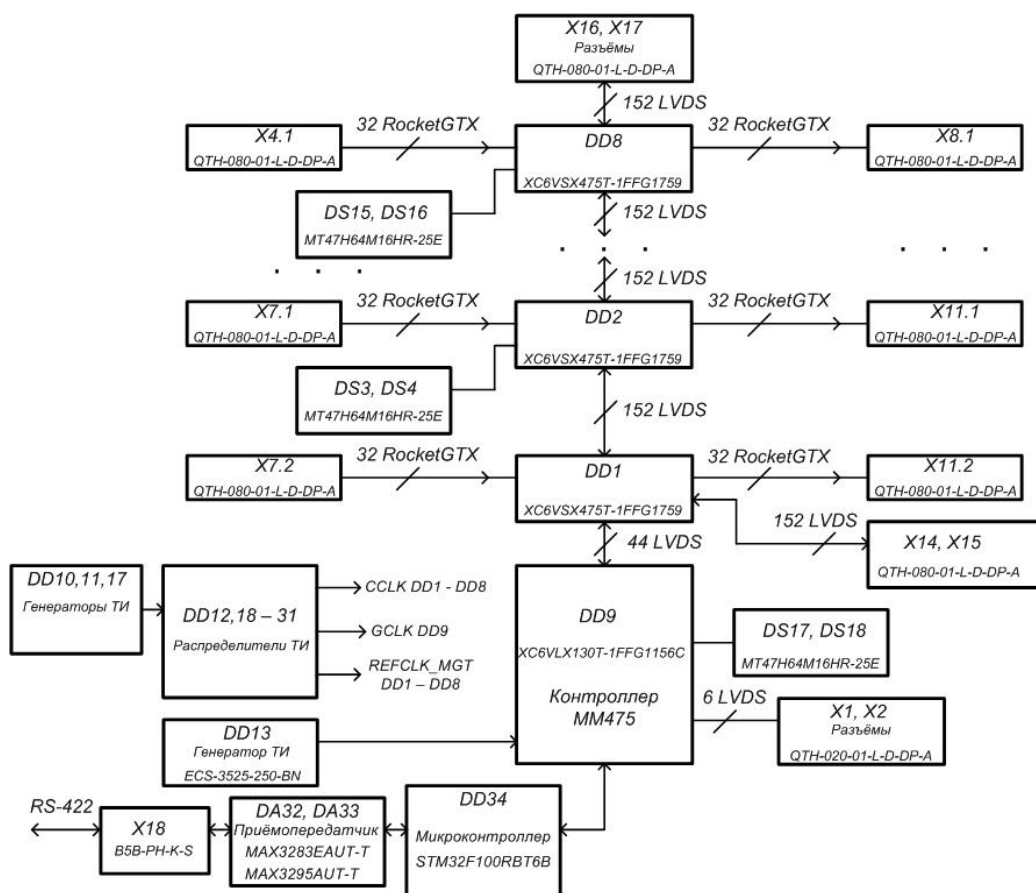 X16, X17
Разъёмы
QTH-080-01-L-D-DP-A
152 LVDS
X4.1
QTH-080-01-L-D-DP-A
32 RocketGTX
DD8
XC6VSX475T-1FFG1759
32 RocketGTX
X8.1
QTH-080-01-L-D-DP-A
DS15, DS16
MT47H64M16HR-25E
152 LVDS
. . .
. . .
. . .
152 LVDS
X7.1
QTH-080-01-L-D-DP-A
32 RocketGTX
DD2
XC6VSX475T-1FFG1759
32 RocketGTX
X11.1
QTH-080-01-L-D-DP-A
DS3, DS4
MT47H64M16HR-25E
152 LVDS
X7.2
QTH-080-01-L-D-DP-A
32 RocketGTX
DD1
XC6VSX475T-1FFG1759
32 RocketGTX
X11.2
QTH-080-01-L-D-DP-A
44 LVDS
152 LVDS
X14, X15
QTH-080-01-L-D-DP-A
DD10,11,17
Генераторы ТИ
DD12,18 – 31
Распределители ТИ
CCLK DD1 - DD8
GCLK DD9
REFCLK_MGT
DD1 – DD8
DD9
XC6VLX130T-1FFG1156C
Контроллер
ММ475
DS17, DS18
MT47H64M16HR-25E
6 LVDS
X1, X2
Разъёмы
QTH-020-01-L-D-DP-A
DD13
Генератор ТИ
ECS-3525-250-BN
RS-422
X18
B5B-PH-K-S
DA32, DA33
Приёмопередатчик
MAX3283EAUT-T
MAX3295AUT-T
DD34
Микроконтроллер
STM32F100RBT6B